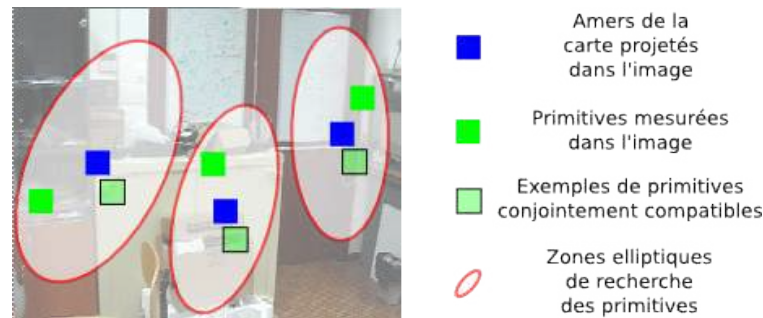 Amers de la
carte projetés
dans l'image
Primitives mesurées
dans l'image
Exemples de primitives
conjointement compatibles
Zones elliptiques
de recherche
des primitives